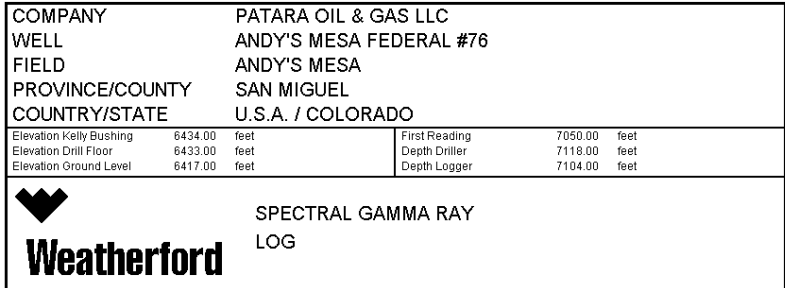 COMPANY PATARA OIL & GAS LLC
WELL ANDY'S MESA FEDERAL #76
FIELD ANDY'S MESA
PROVINCE/COUNTY SAN MIGUEL
COUNTRY/STATE U.S.A. / COLORADO
Elevation Kelly Bushing 6434.00 feet First Reading 7050.00 feet
Elevation Drill Floor 6433.00 feet Depth Driller 7118.00 feet
Elevation Ground Level 6417.00 feet Depth Logger 7104.00 feet
SPECTRAL GAMMA RAY
LOG
Weatherford